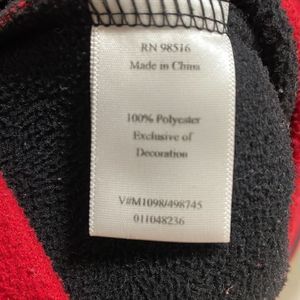 RN 98516
Made in China
100% Polyester
Exclusive of
Decoration
V#M1098/498745
011048236